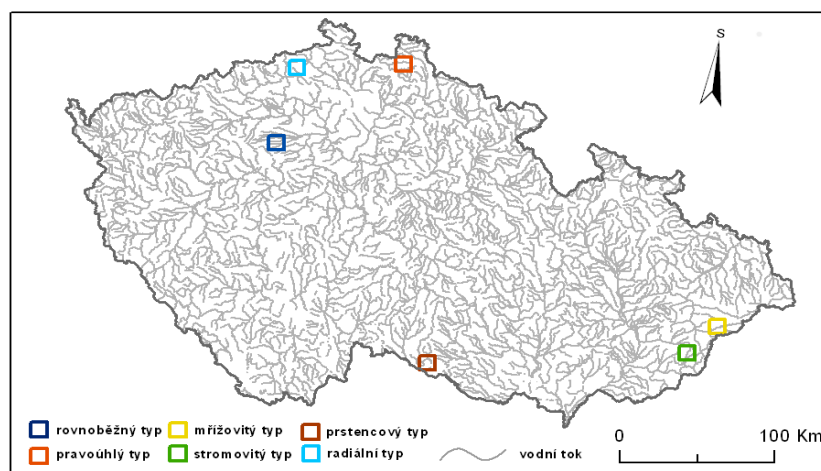 S
rovnoběžný typ mřížovitý typ prstencový typ 0 100 Km
pravoúhlý typ stromovitý typ radiální typ vodní tok